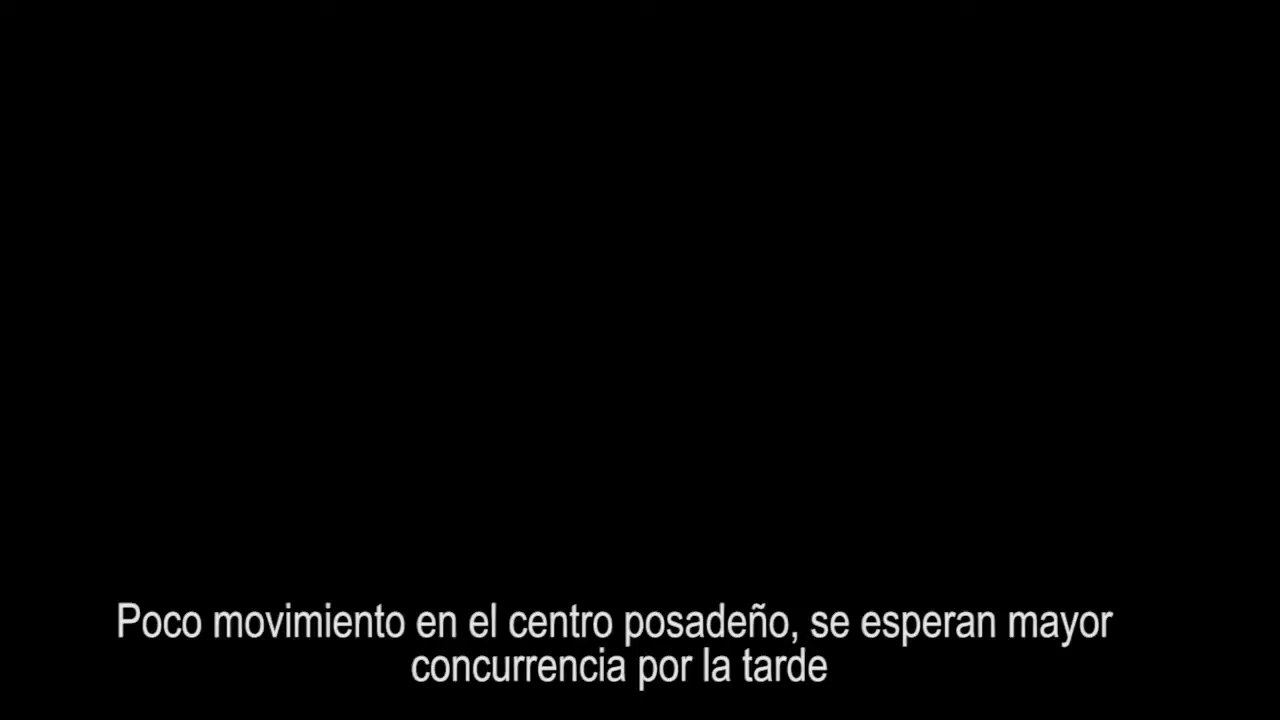 Poco movimiento en el centro posadeño, se esperan mayor
concurrencia por la tarde